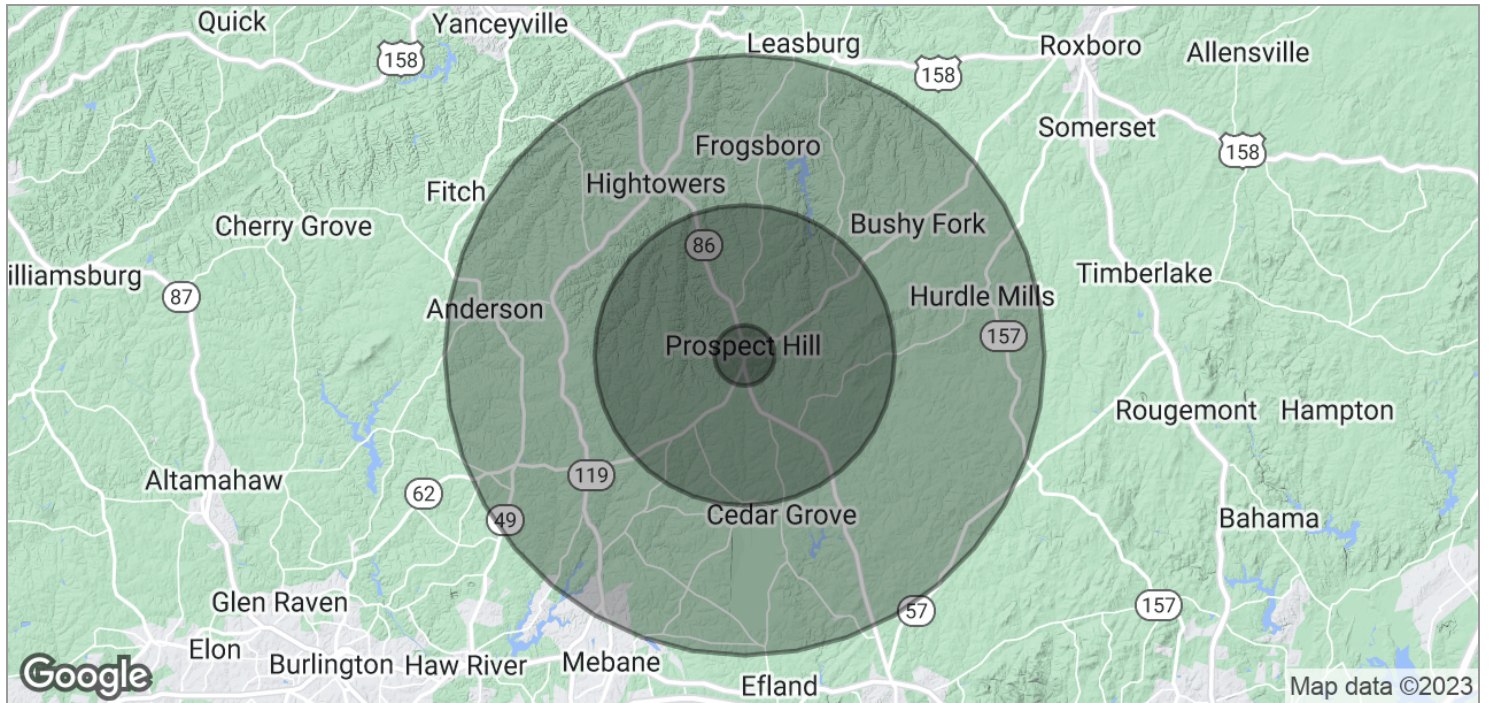 Quick
Yanceyville
Leasburg
Roxboro
Allensville
158
158
Somerset
Frogsboro
158
Hightowers
Fitch
Cherry Grove
Bushy Fork
86
illiamsburg
Timberlake
87
Anderson
Hurdle Mills
Prospect Hill
157
Rougemont
Hampton
Altamahaw
119
62
49
Cedar Grove
Bahama
Glen Raven
57
157
Elon
Burlington
Haw River
Mebane
Efland
Google
Map data ©2023